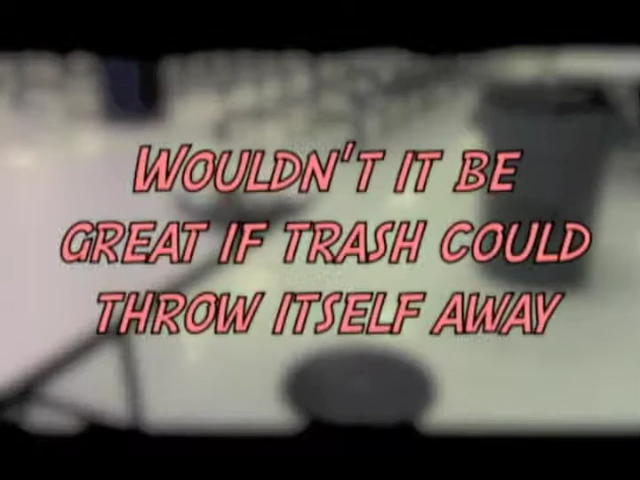 WOULDN'T IT BE
GREAT IF TRASH COULD
THROW ITSELF AWAY